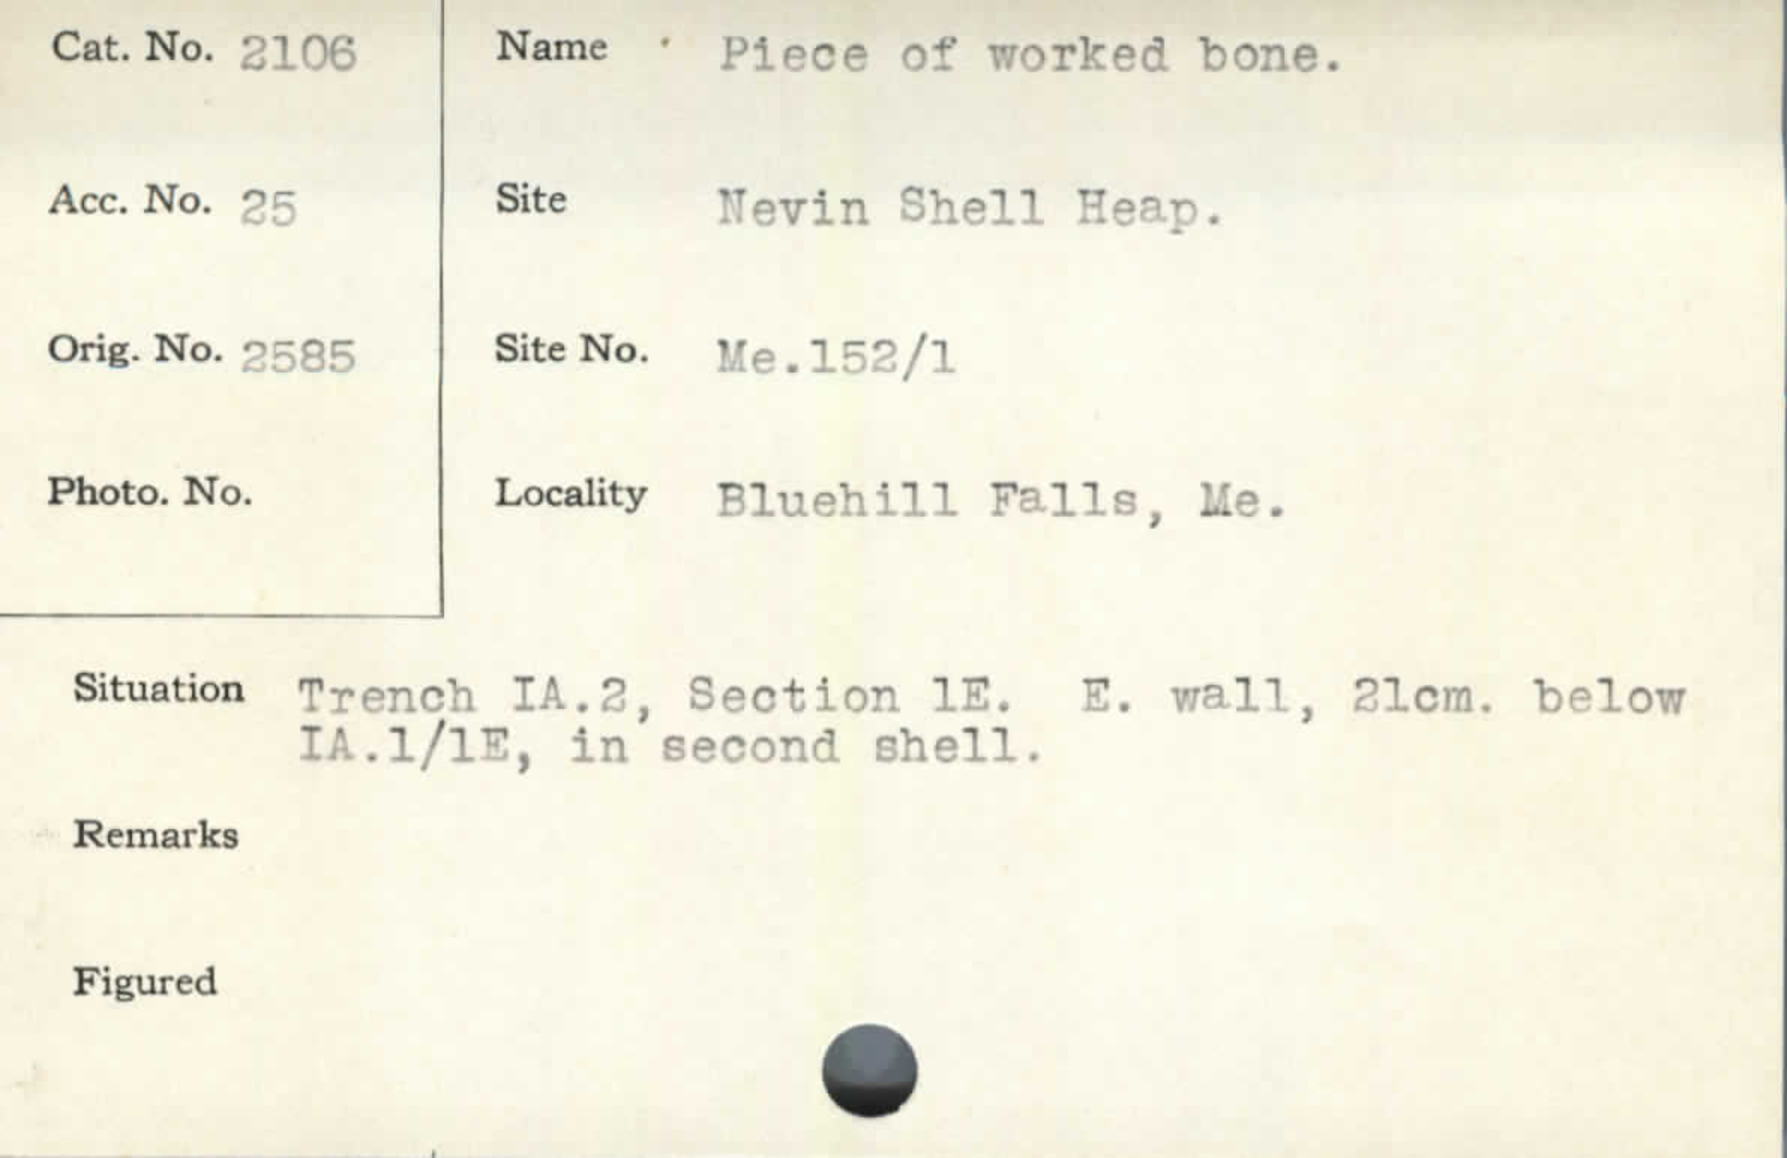 Cat. No. 2106
Name Piece of worked bone.
Acc. No. 25
Site Nevin Shell Heap.
Orig. No. 2585
Site No. Me.152/1
Photo. No.
Locality Bluehill Falls, Me.
Situation Trench IA.2, Section 1E. E. wall, 21cm. below
IA.1/1E, in second shell.
Remarks
Figured